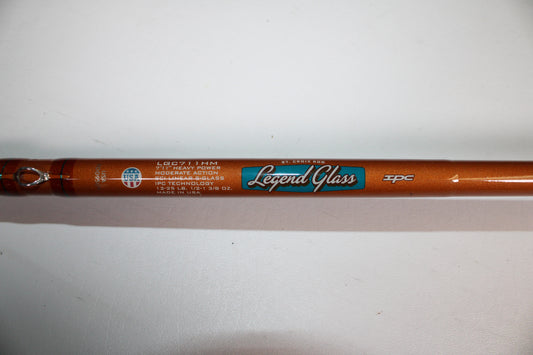 LGC711HM
7'11" HEAVY POWER
MODERATE ACTION
SCI LINEAR S-GLASS
IPC TECHNOLOGY
12-25 LB. 1/2-1 3/8 OZ.
MADE IN USA
USA
ST. CROIX ROD
Legend Glass
IPC